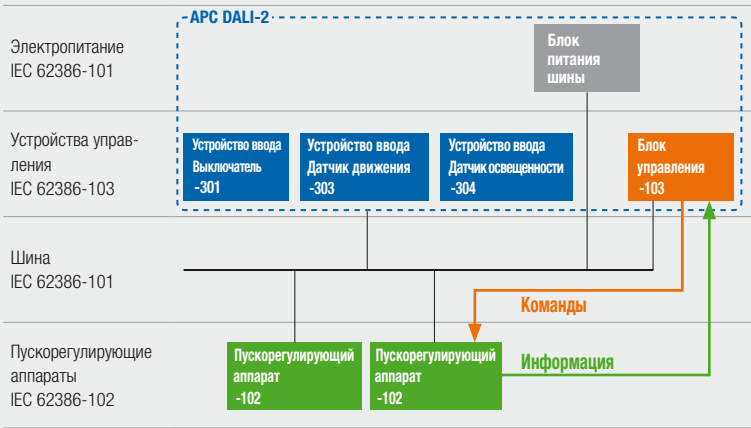 APC DALI-2
Электропитание
IEC 62386-101
Блок
питания
шины
Устройства управ-
ления
IEC 62386-103
Устройство ввода
Выключатель
-301
Устройство ввода
Датчик движения
-303
Устройство ввода
Датчик освещенности
-304
Блок
управления
-103
Шина
IEC 62386-101
Команды
Пускорегулирующие
аппараты
IEC 62386-102
Пускорегулирующий
аппарат
-102
Пускорегулирующий
аппарат
-102
Информация